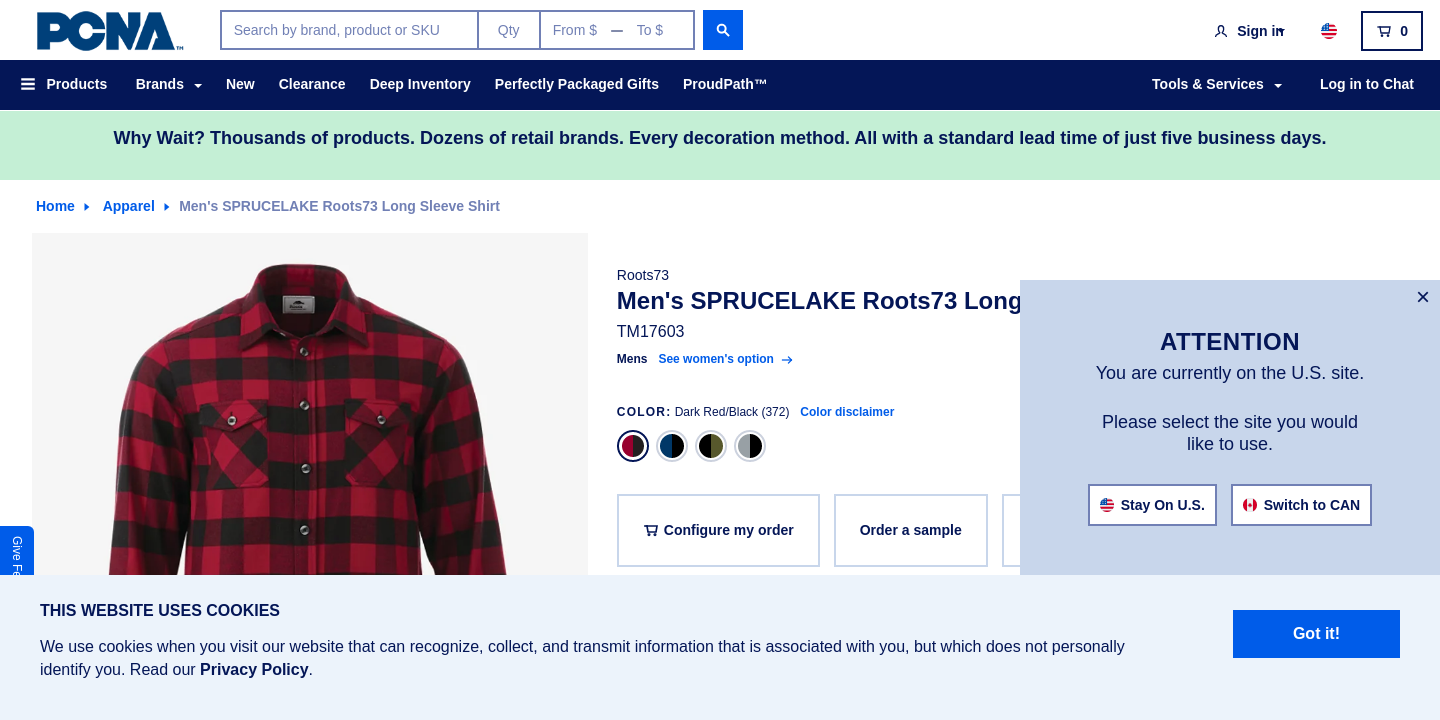 PCNA™
Search by brand, product or SKU
Qty
From $ — To $
Sign in
0
Products
Brands
New
Clearance
Deep Inventory
Perfectly Packaged Gifts
ProudPath™
Tools & Services
Log in to Chat
Why Wait? Thousands of products. Dozens of retail brands. Every decoration method. All with a standard lead time of just five business days.
Home
Apparel
Men's SPRUCELAKE Roots73 Long Sleeve Shirt
Roots73
Men's SPRUCELAKE Roots73 Long
TM17603
Mens See women's option
COLOR: Dark Red/Black (372) Color disclaimer
Configure my order
Order a sample
×
ATTENTION
You are currently on the U.S. site.
Please select the site you would
like to use.
Stay On U.S.
Switch to CAN
Give Fe
THIS WEBSITE USES COOKIES
We use cookies when you visit our website that can recognize, collect, and transmit information that is associated with you, but which does not personally
identify you. Read our Privacy Policy.
Got it!